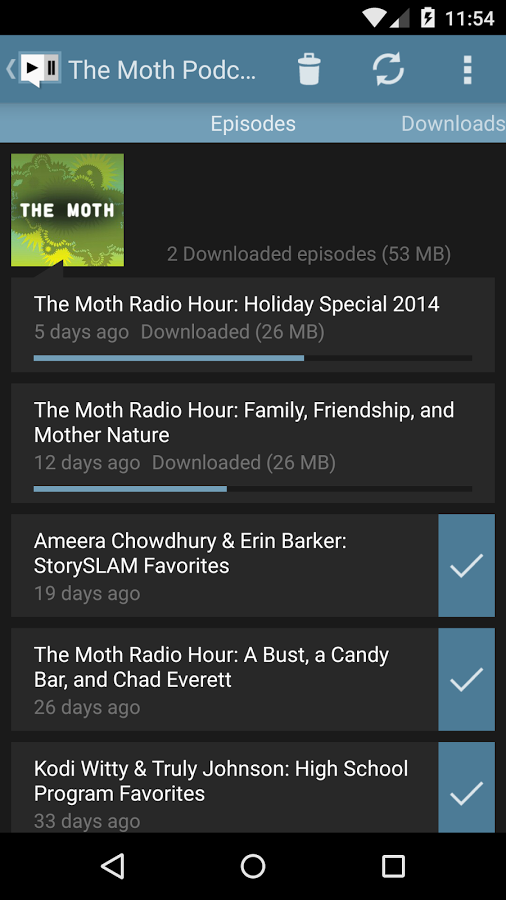 11:54
The Moth Podc...
Episodes
Downloads
THE MOTH
2 Downloaded episodes (53 MB)
The Moth Radio Hour: Holiday Special 2014
5 days ago Downloaded (26 MB)
The Moth Radio Hour: Family, Friendship, and
Mother Nature
12 days ago Downloaded (26 MB)
Ameera Chowdhury & Erin Barker:
StorySLAM Favorites
19 days ago
The Moth Radio Hour: A Bust, a Candy
Bar, and Chad Everett
26 days ago
Kodi Witty & Truly Johnson: High School
Program Favorites
33 days ago